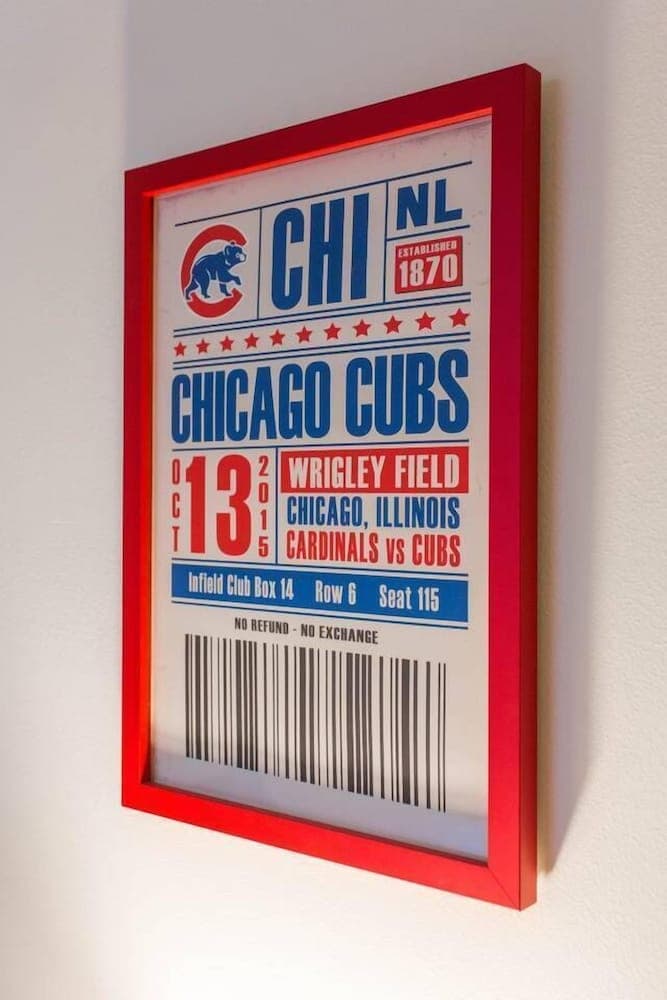 CHI
NL
ESTABLISHED
1870
CHICAGO CUBS
OCT
13
2015
WRIGLEY FIELD
CHICAGO, ILLINOIS
CARDINALS vs CUBS
Infield Club Box 14 Row 6 Seat 115
NO REFUND - NO EXCHANGE